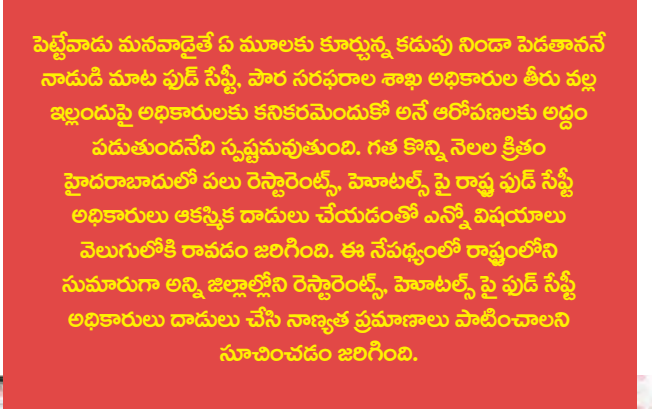 పెట్టేవాడు మనవాడైతే ఏ మూలకు కూర్చున్న కడుపు నిండా పెడతాననే
నాడుడి మాట ఫుడ్ సేఫ్టీ, పౌర సరఫరాల శాఖ అధికారుల తీరు వల్ల
ఇల్లందుపై అధికారులకు కనికరమెందుకో అనే ఆరోపణలకు అద్దం
పడుతుందనేది స్పష్టమవుతుంది. గత కొన్ని నెలల క్రితం
హైదరాబాదులో పలు రెస్టారెంట్స్, హెూటల్స్ పై రాష్ట్ర ఫుడ్ సేఫ్టీ
అధికారులు ఆకస్మిక దాడులు చేయడంతో ఎన్నో విషయాలు
వెలుగులోకి రావడం జరిగింది. ఈ నేపథ్యంలో రాష్ట్రంలోని
సుమారుగా అన్ని జిల్లాల్లోని రెస్టారెంట్స్, హెూటల్స్ పై ఫుడ్ సేఫ్టీ
అధికారులు దాడులు చేసి నాణ్యత ప్రమాణాలు పాటించాలని
సూచించడం జరిగింది.